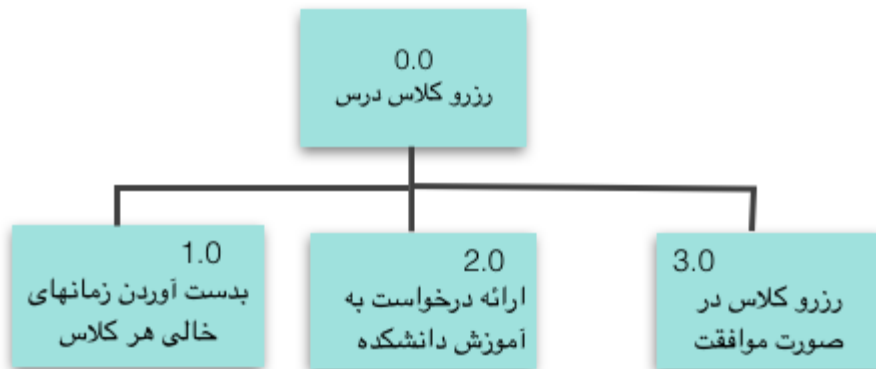 0.0
رزرو کلاس درس
1.0
بدست آوردن زمانهای
خالی هر کلاس
2.0
ارائه درخواست به
آموزش دانشکده
3.0
رزرو کلاس در
صورت موافقت